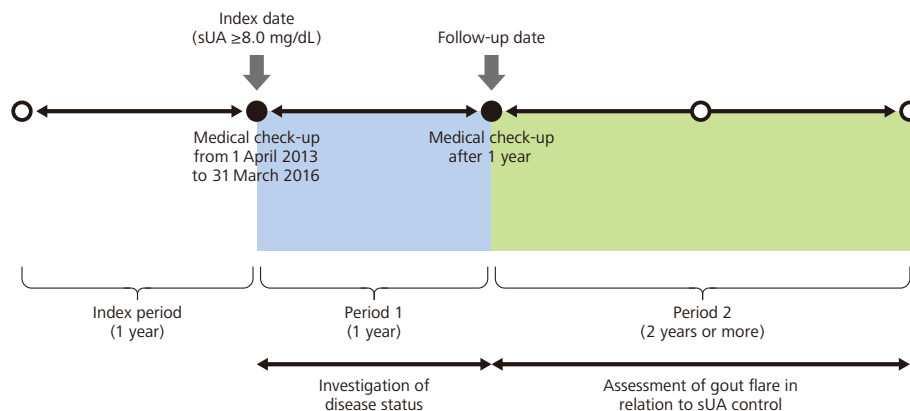 Index date
(sUA ≥8.0 mg/dL)
Follow-up date
Medical check-up
from 1 April 2013
to 31 March 2016
Medical check-up
after 1 year
Index period
(1 year)
Period 1
(1 year)
Period 2
(2 years or more)
Investigation of
disease status
Assessment of gout flare in
relation to sUA control